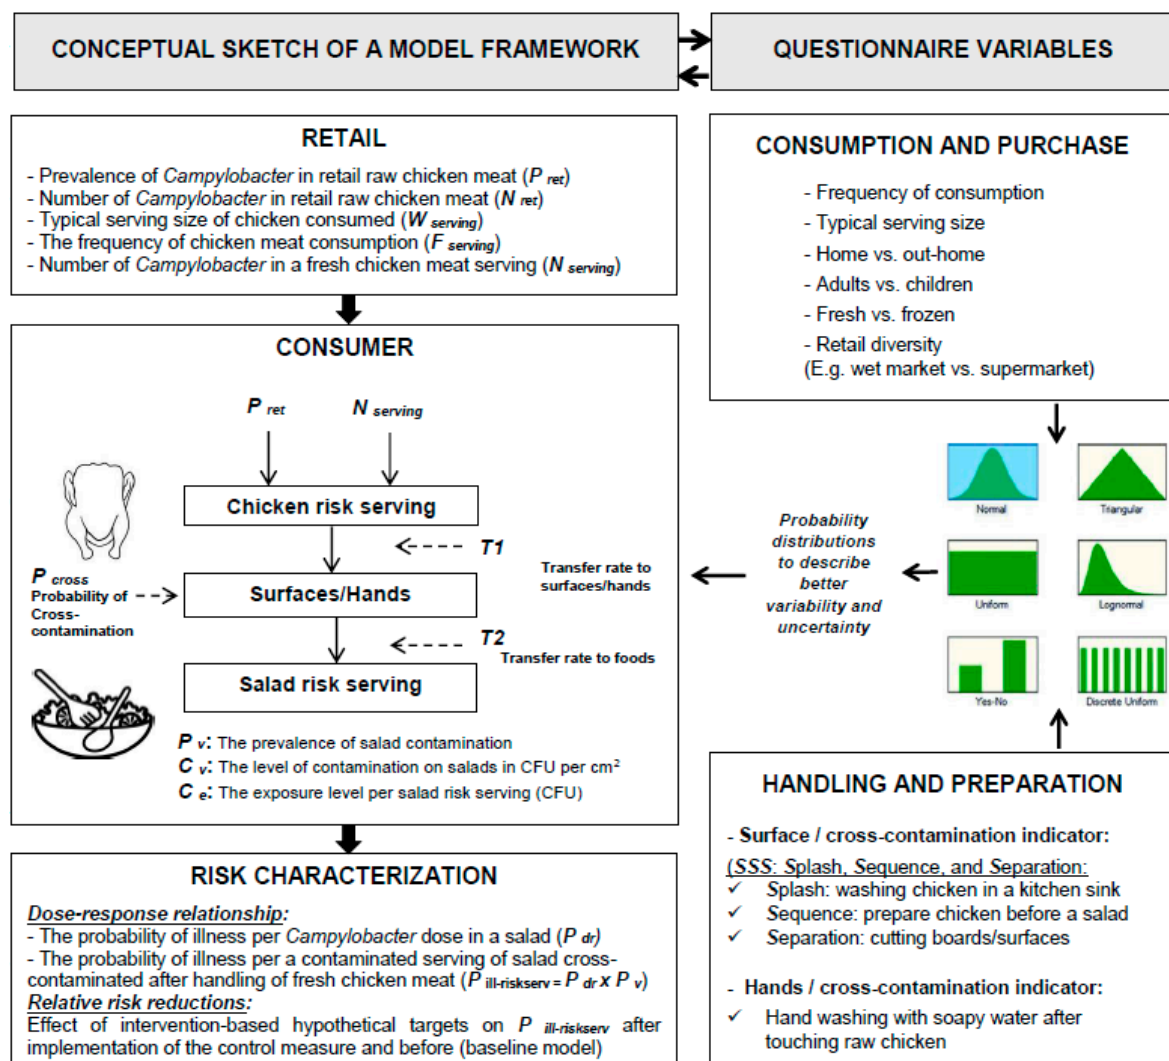 CONCEPTUAL SKETCH OF A MODEL FRAMEWORK
QUESTIONNAIRE VARIABLES
RETAIL
- Prevalence of Campylobacter in retail raw chicken meat (P ret)
- Number of Campylobacter in retail raw chicken meat (N ret)
- Typical serving size of chicken consumed (W serving)
- The frequency of chicken meat consumption (F serving)
- Number of Campylobacter in a fresh chicken meat serving (N serving)
CONSUMER
P ret
N serving
Chicken risk serving
T1
Transfer rate to
surfaces/hands
P cross
Probability of
Cross-
contamination
Surfaces/Hands
T2
Transfer rate to foods
Salad risk serving
P v: The prevalence of salad contamination
C v: The level of contamination on salads in CFU per cm²
C e: The exposure level per salad risk serving (CFU)
RISK CHARACTERIZATION
Dose-response relationship:
- The probability of illness per Campylobacter dose in a salad (P dr)
- The probability of illness per a contaminated serving of salad cross-
contaminated after handling of fresh chicken meat (P ill-riskserv = P dr x P v)
Relative risk reductions:
Effect of intervention-based hypothetical targets on P ill-riskserv after
implementation of the control measure and before (baseline model)
CONSUMPTION AND PURCHASE
- Frequency of consumption
- Typical serving size
- Home vs. out-home
- Adults vs. children
- Fresh vs. frozen
- Retail diversity
(E.g. wet market vs. supermarket)
Probability
distributions
to describe
better
variability and
uncertainty
Normal
Triangular
Uniform
Lognormal
Yes-No
Discrete Uniform
HANDLING AND PREPARATION
- Surface / cross-contamination indicator:
(SSS: Splash, Sequence, and Separation:
✓ Splash: washing chicken in a kitchen sink
✓ Sequence: prepare chicken before a salad
✓ Separation: cutting boards/surfaces
- Hands / cross-contamination indicator:
✓ Hand washing with soapy water after
touching raw chicken